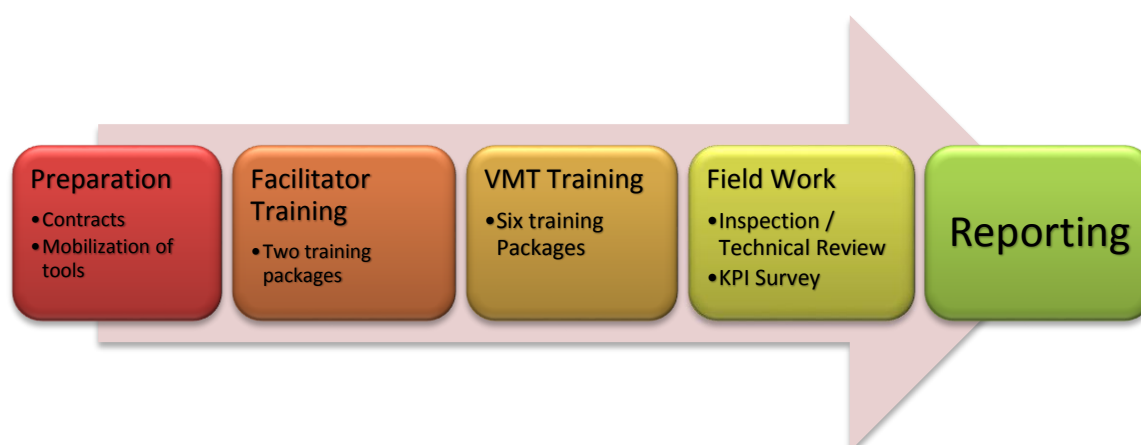 Preparation
•Contracts
•Mobilization of
tools
Facilitator
Training
•Two training
packages
VMT Training
•Six training
Packages
Field Work
•Inspection /
Technical Review
•KPI Survey
Reporting